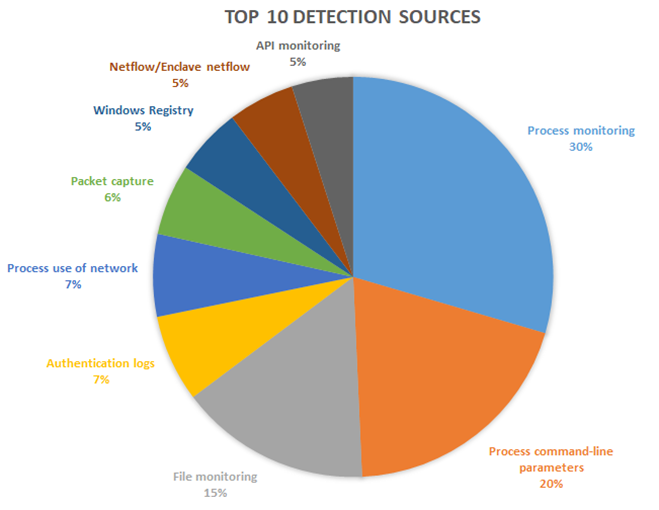 TOP 10 DETECTION SOURCES
API monitoring
5%
Netflow/Enclave netflow
5%
Windows Registry
5%
Packet capture
6%
Process use of network
7%
Authentication logs
7%
File monitoring
15%
Process command-line
parameters
20%
Process monitoring
30%